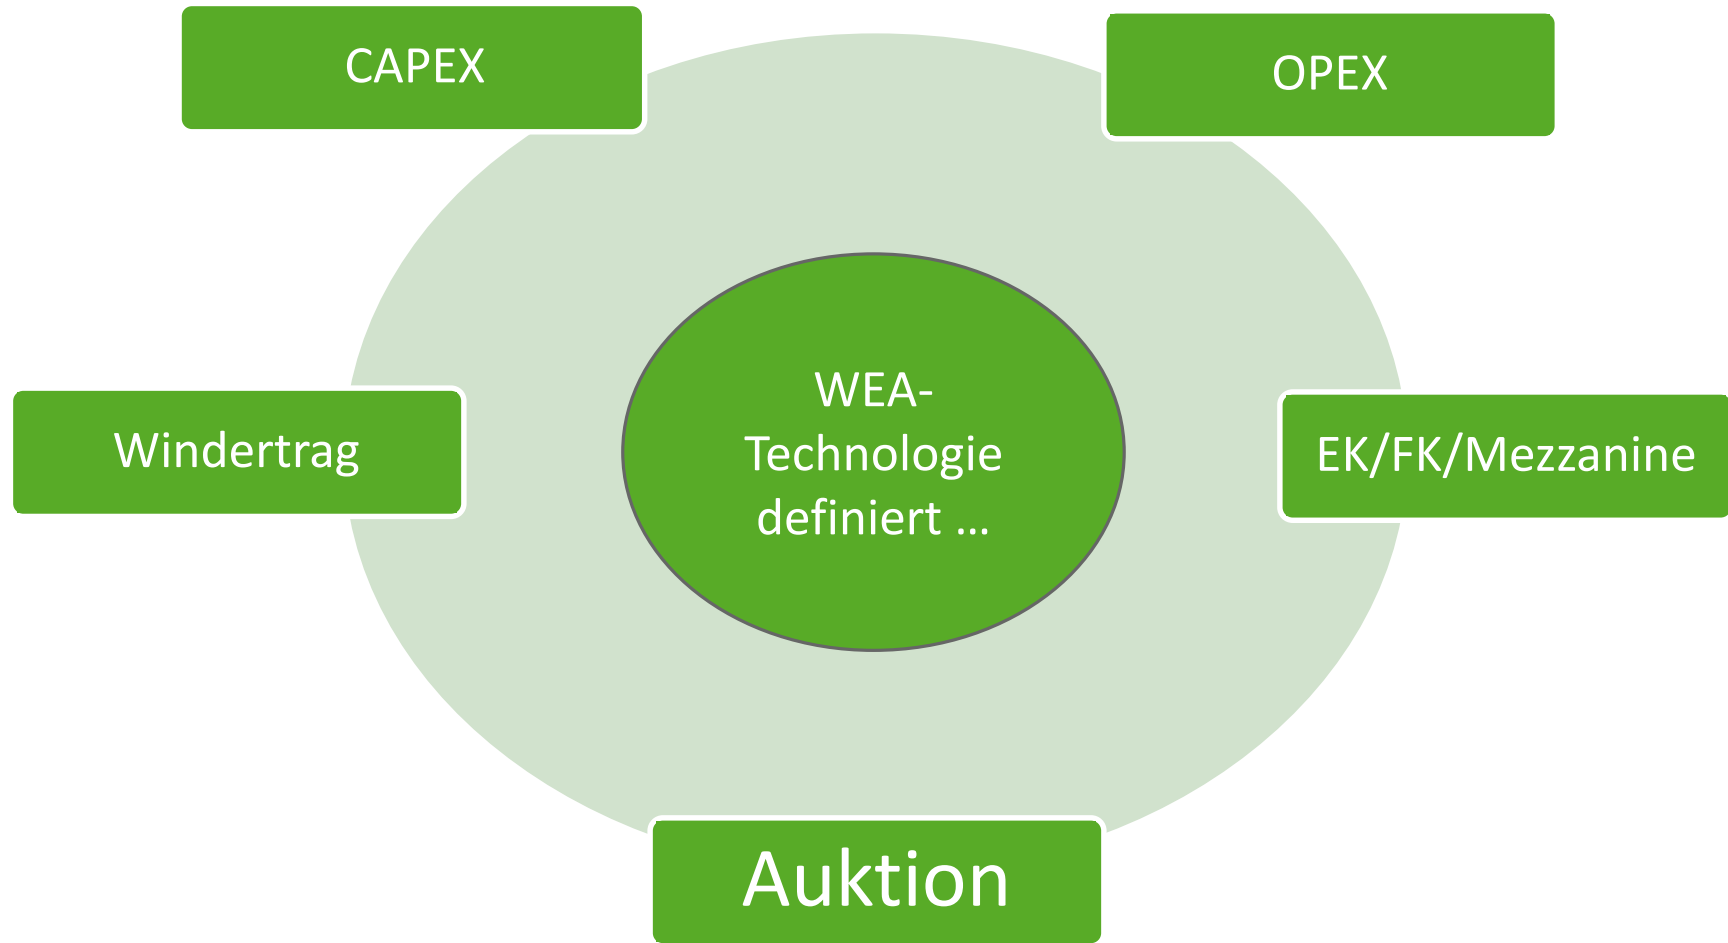 CAPEX
OPEX
WEA-
Technologie
definiert ...
Windertrag
EK/FK/Mezzanine
Auktion